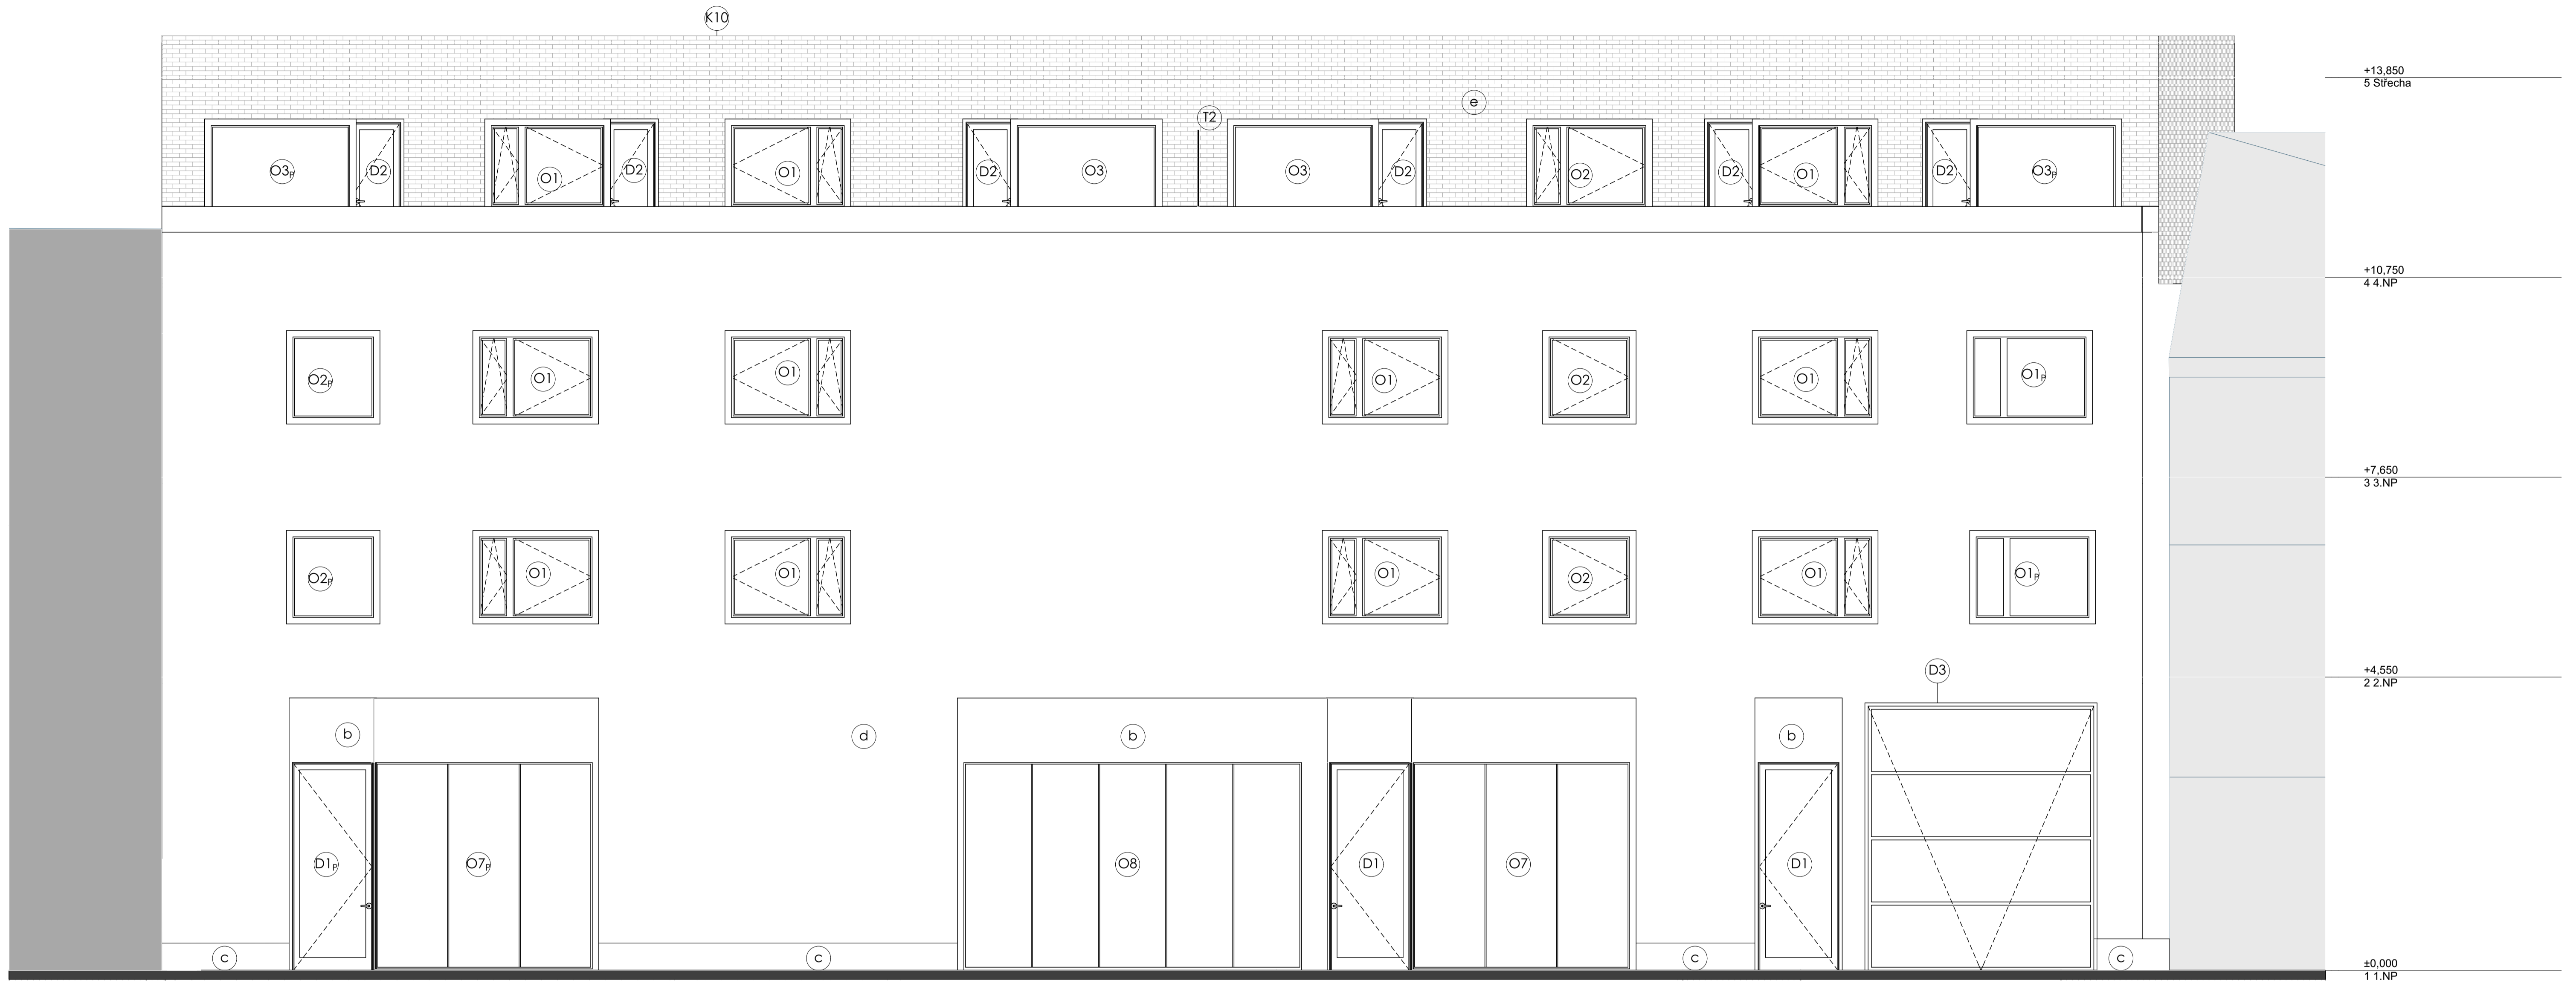 K10
+13,850
5 Střecha
e
T2
O3P
D2
O1
D2
O1
D2
O3
O3
D2
O2
D2
O1
D2
O3P
+10,750
4 4.NP
O2P
O1
O1
O1
O2
O1
O1P
+7,650
3 3.NP
O2P
O1
O1
O1
O2
O1
O1P
D3
+4,550
2 2.NP
b
d
b
b
D1P
O7P
O8
D1
O7
D1
c
c
c
c
±0,000
1 1.NP